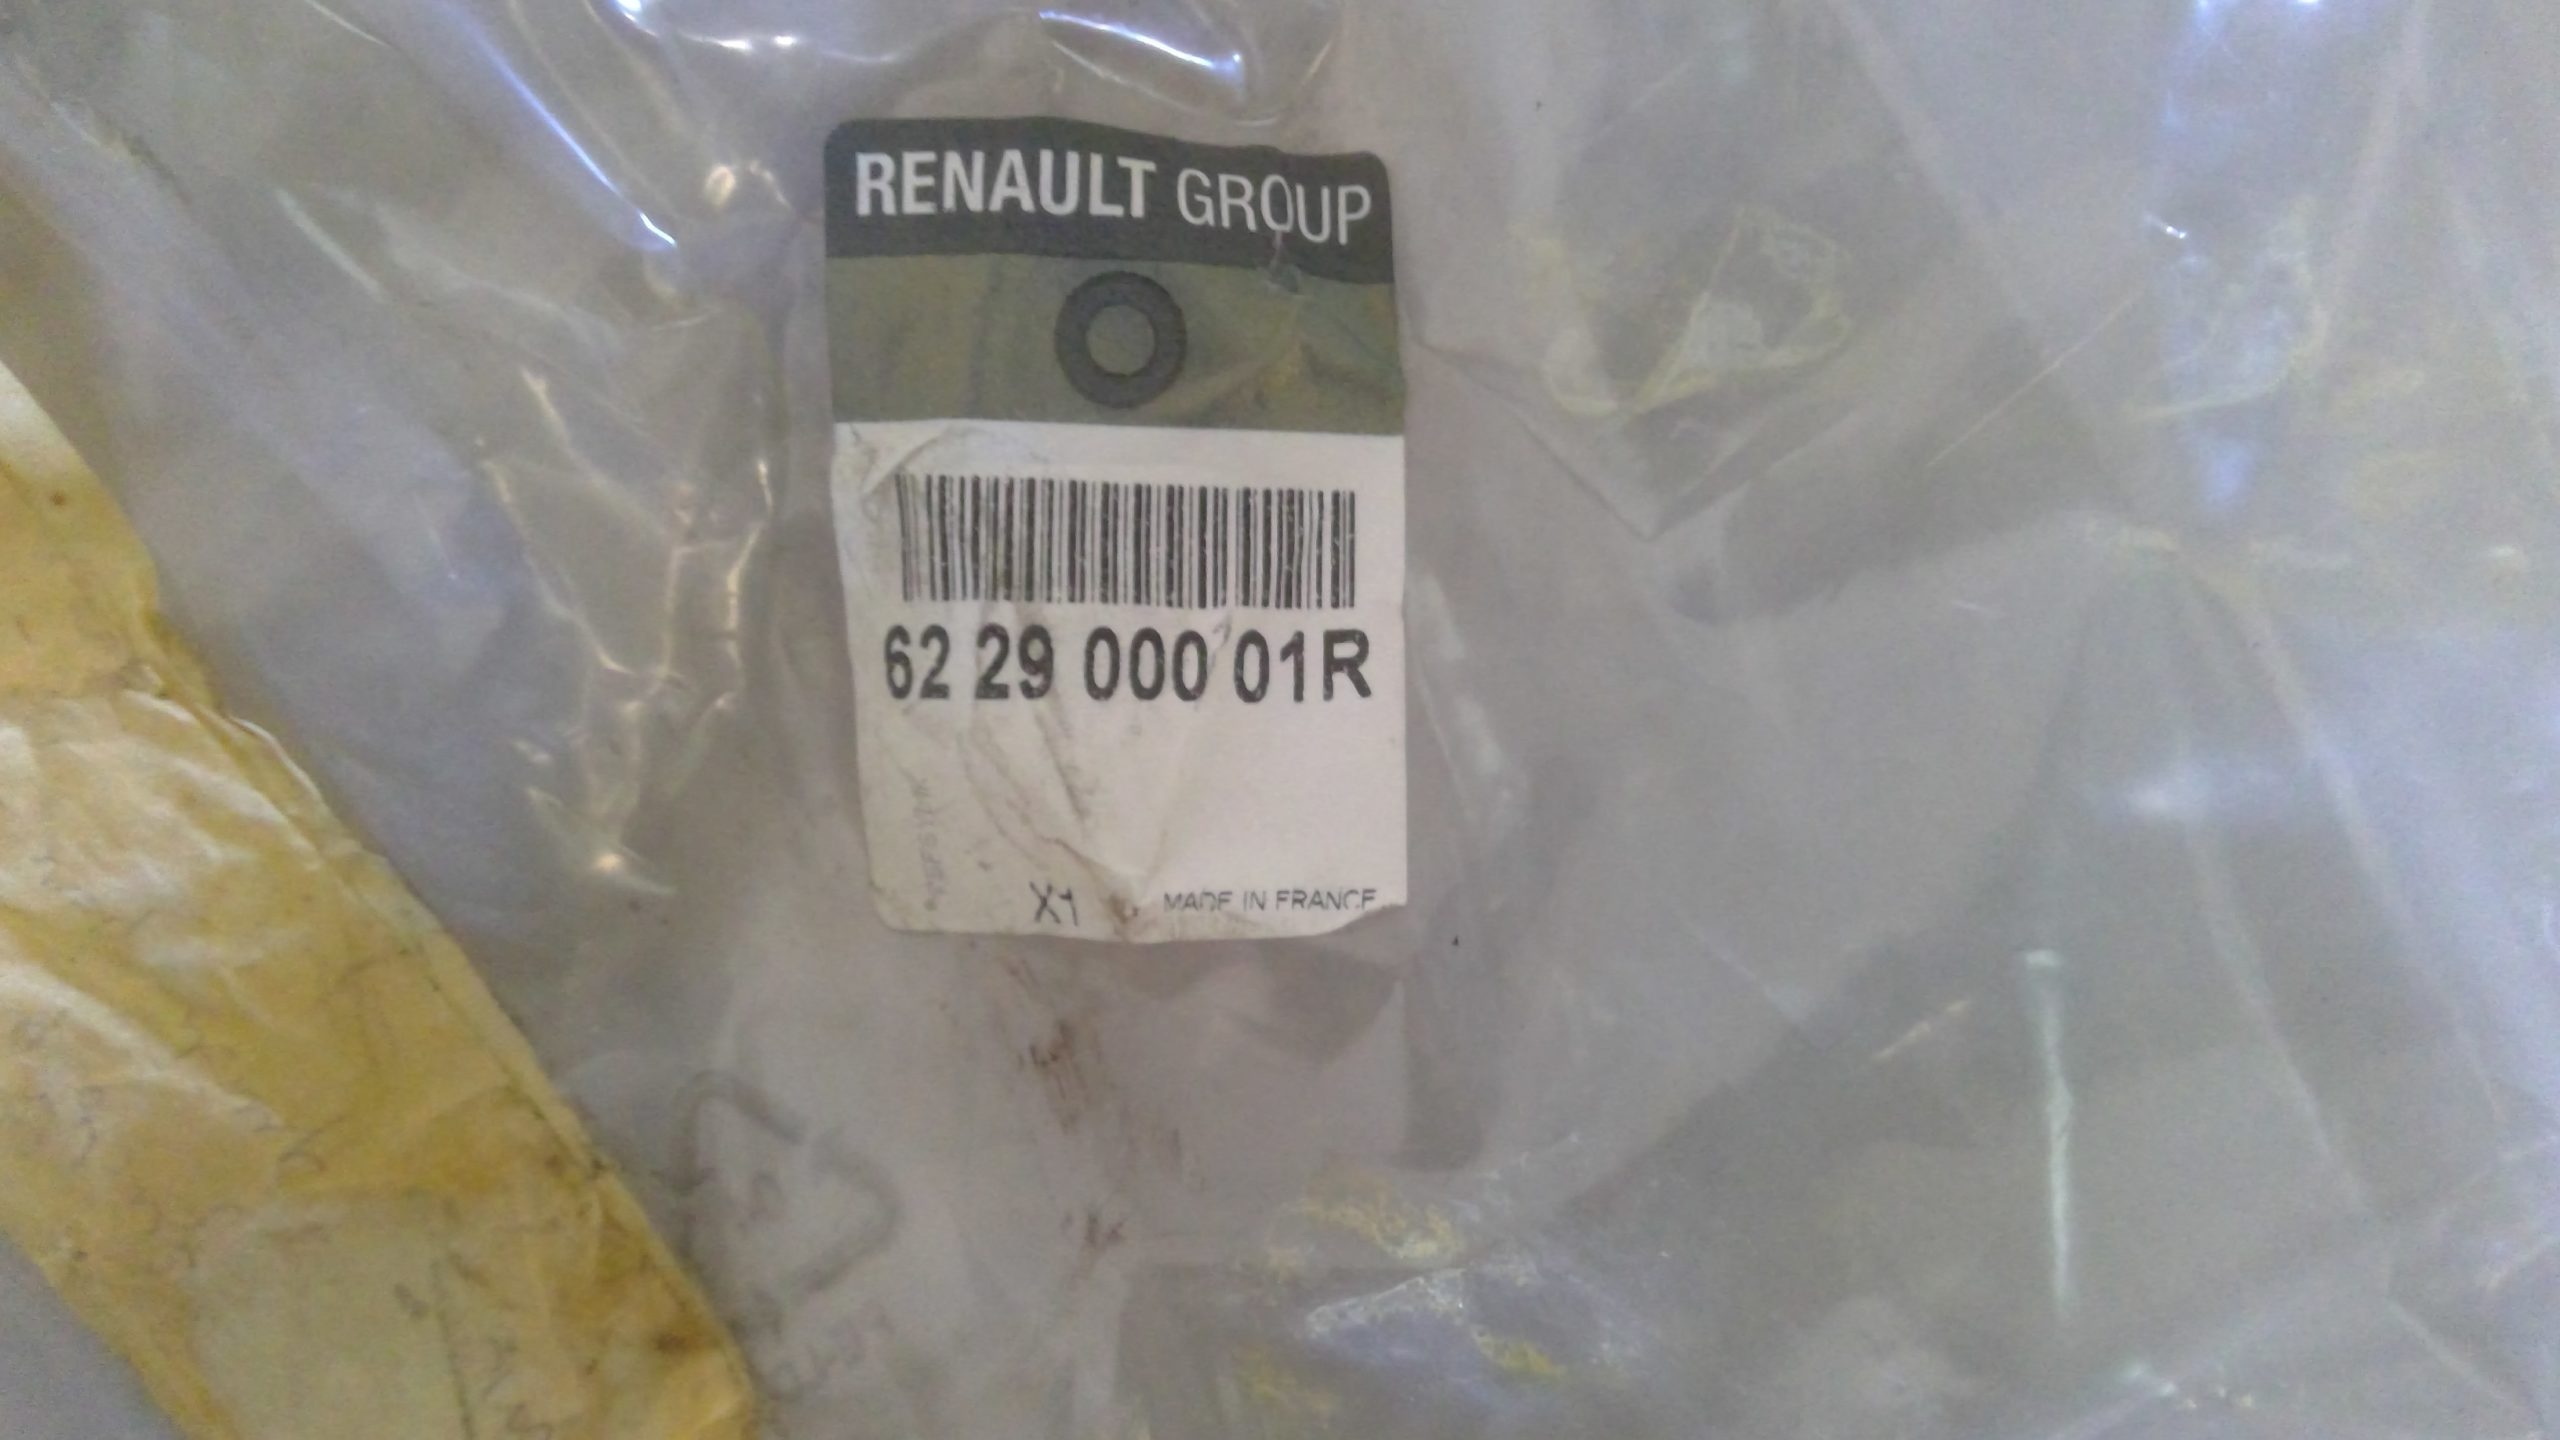 RENAULT GROUP
62 29 000 01R
X1 MADE IN FRANCE